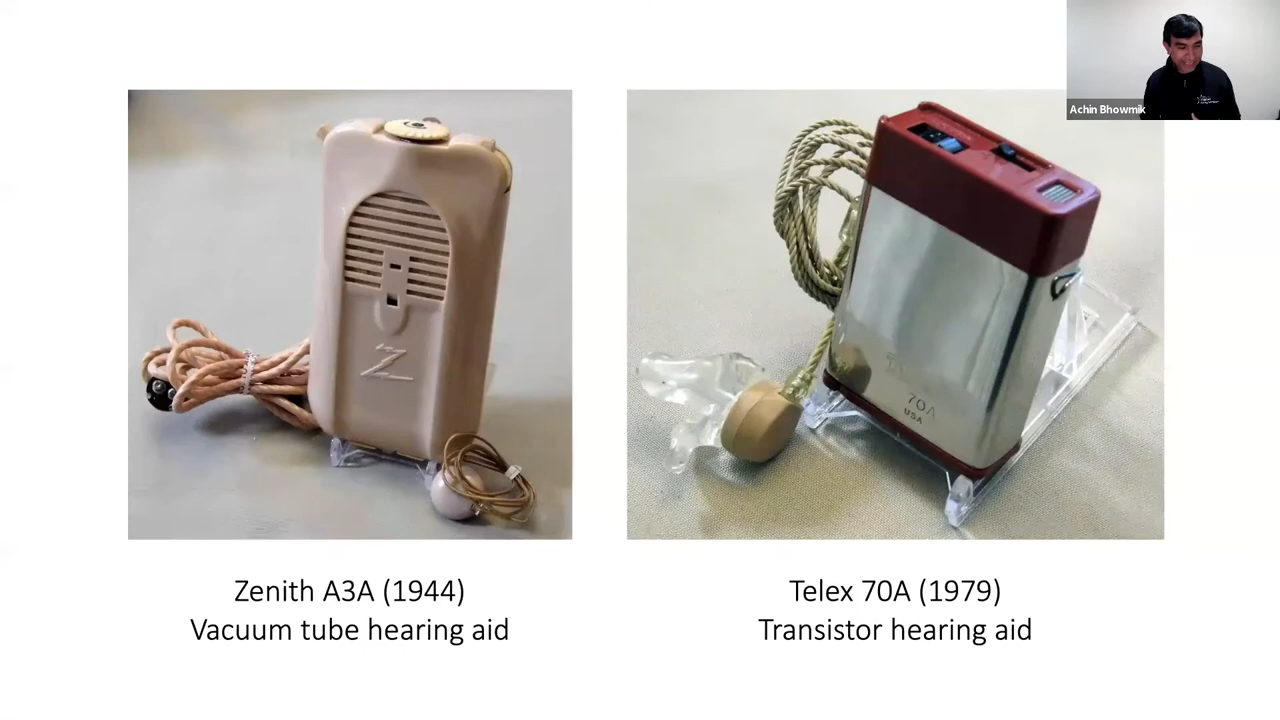 Achin Bhowmik
Z
70A
USA
Zenith A3A (1944)
Vacuum tube hearing aid
Telex 70A (1979)
Transistor hearing aid